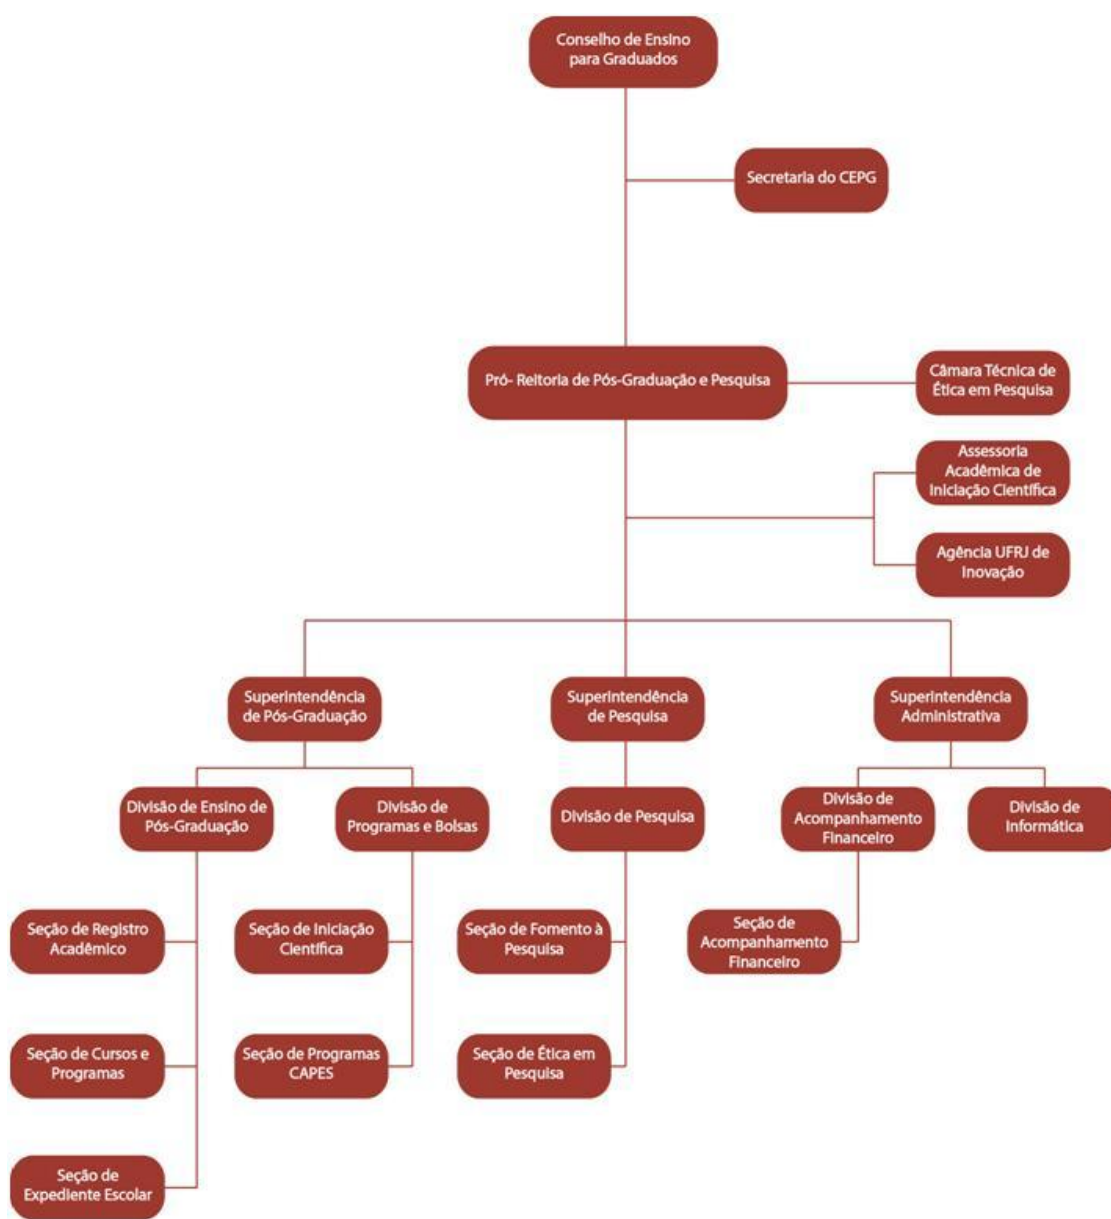 Conselho de Ensino
para Graduados
Secretaria do CEPG
Pró- Reitoria de Pós-Graduação e Pesquisa
Câmara Técnica de
Ética em Pesquisa
Assessoria
Acadêmica de
Iniciação Científica
Agência UFRJ de
Inovação
Superintendência
de Pós-Graduação
Superintendência
de Pesquisa
Superintendência
Administrativa
Divisão de Ensino de
Pós-Graduação
Divisão de
Programas e Bolsas
Divisão de Pesquisa
Divisão de
Acompanhamento
Financeiro
Divisão de
Informática
Seção de Registro
Acadêmico
Seção de Iniciação
Científica
Seção de Fomento à
Pesquisa
Seção de
Acompanhamento
Financeiro
Seção de Cursos e
Programas
Seção de Programas
CAPES
Seção de Ética em
Pesquisa
Seção de
Expediente Escolar